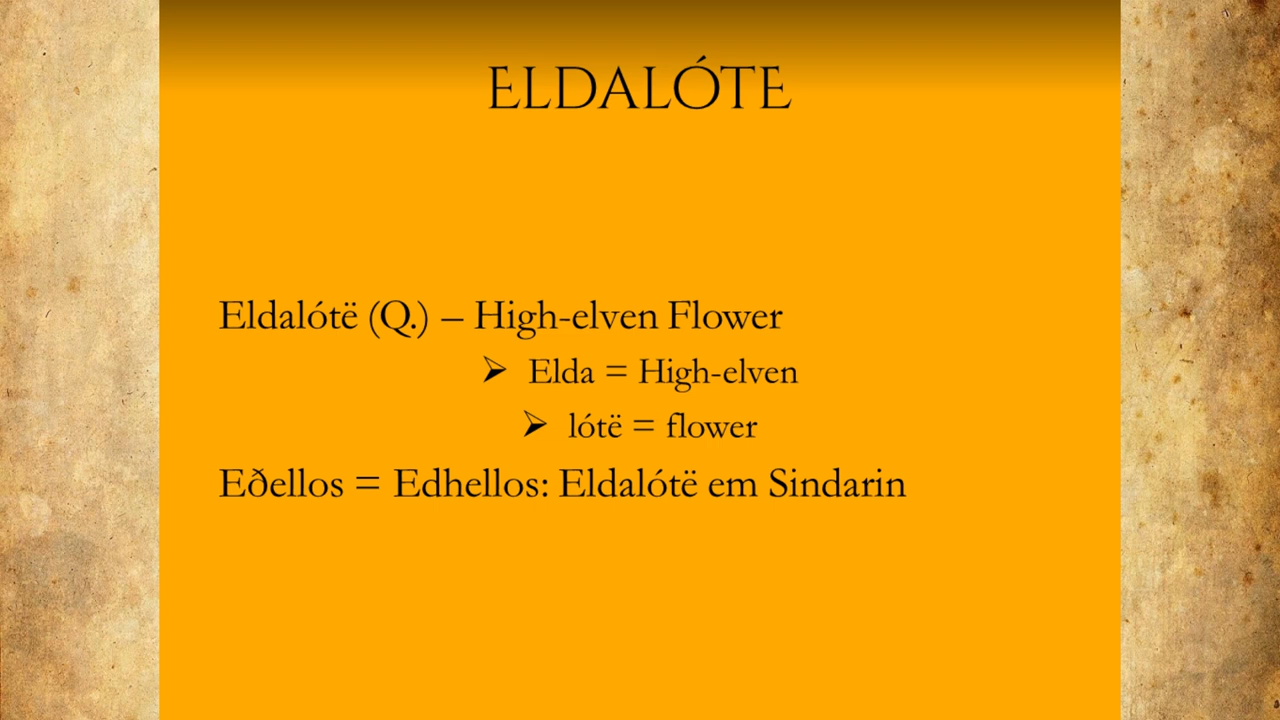 ELDALÓTE
Eldalótë (Q.) – High-elven Flower
➢ Elda = High-elven
➢ lótë = flower
Eðellos = Edhellos: Eldalótë em Sindarin